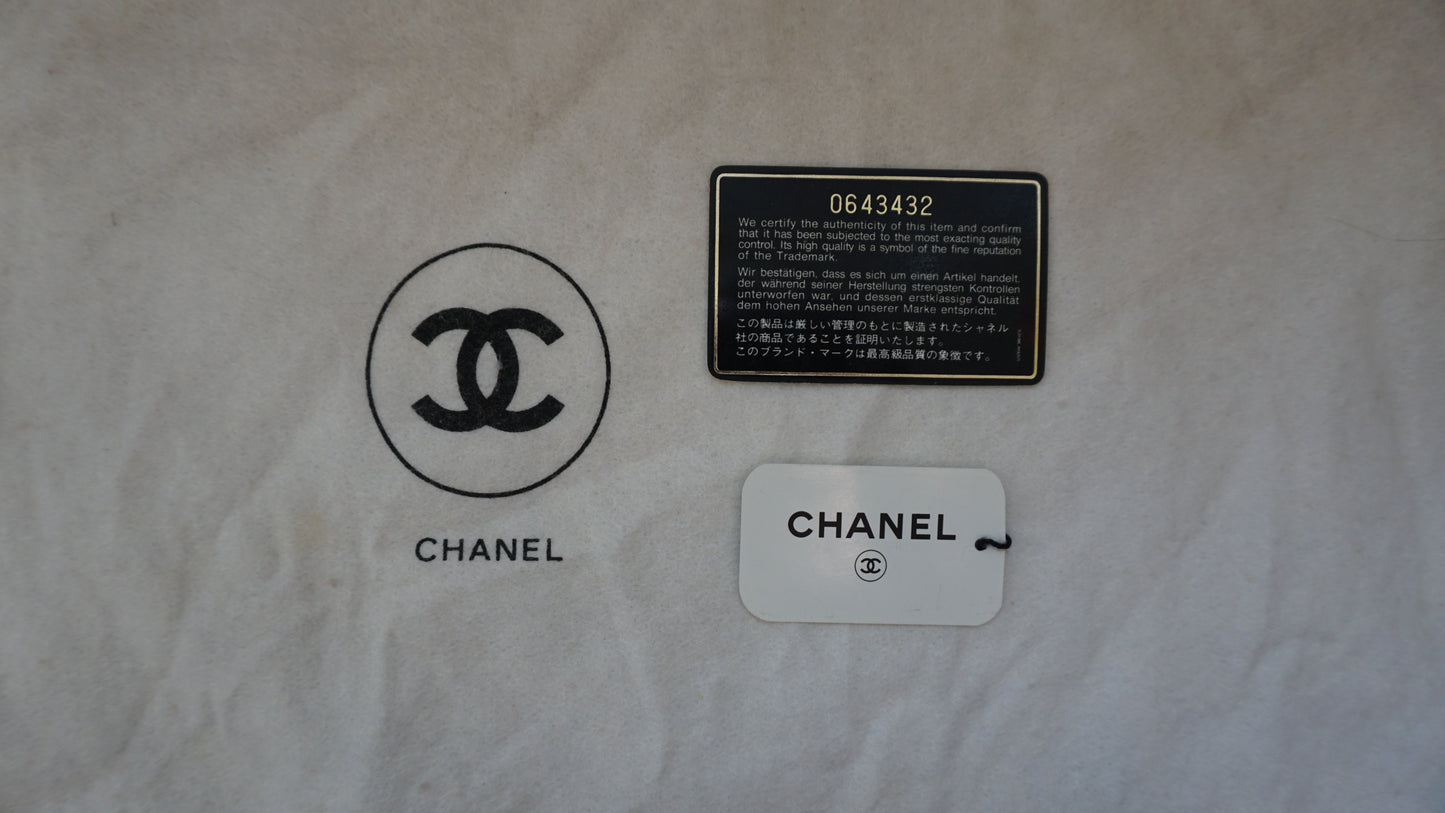 CHANEL
0643432
We certify the authenticity of this item and confirm
that it has been subjected to the most exacting quality
control. Its high quality is a symbol of the fine reputation
of the Trademark.
Wir bestätigen, dass es sich um einen Artikel handelt,
der während seiner Herstellung strengsten Kontrollen
unterworfen war, und dessen erstklassige Qualität
dem hohen Ansehen unserer Marke entspricht.
この製品は厳しい管理のもとに製造されたシャネル
社の商品であることを証明いたします。
このブランド・マークは最高級品質の象徴です。
CHANEL